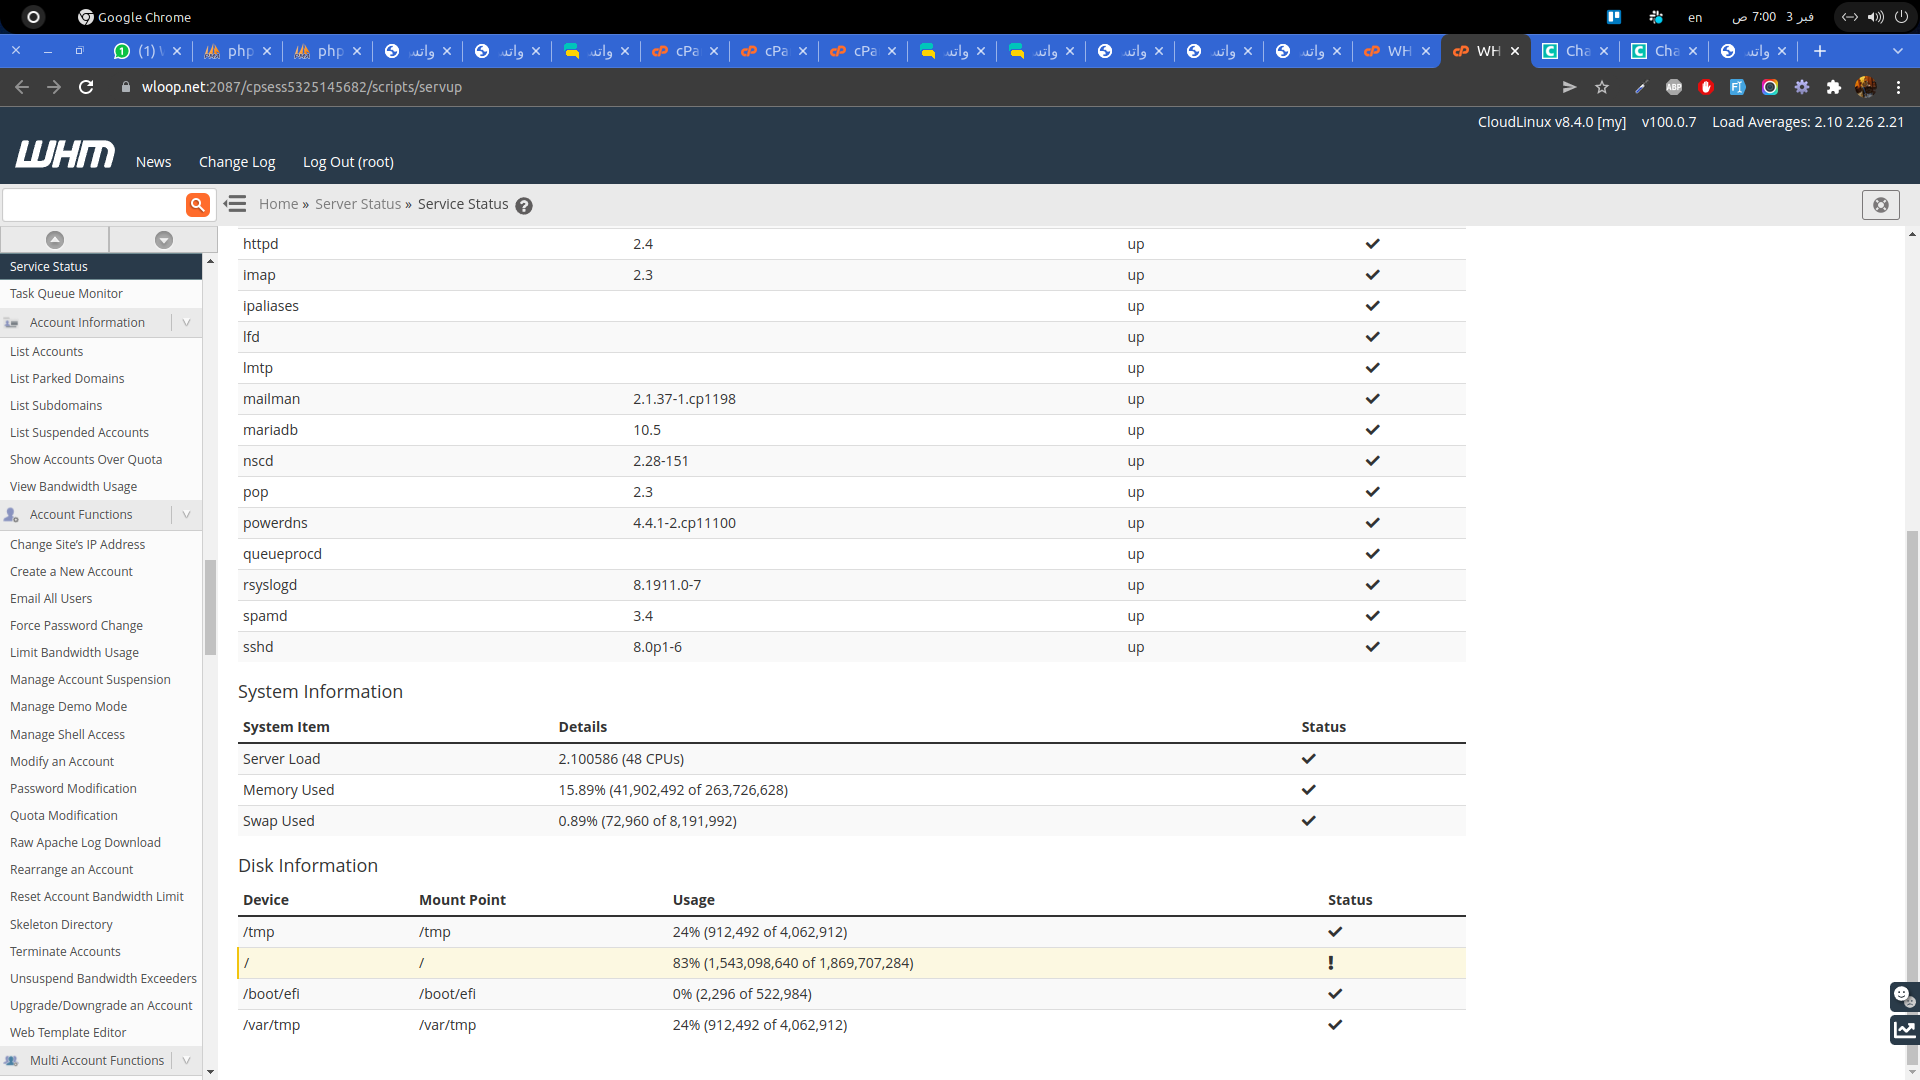 Google Chrome
en
فبر 3 7:00 ص
(1) W
php
php
واتس
واتس
واتس
cPa
cPa
cPa
واتس
واتس
واتس
واتس
واتس
WH
WH
Cha
Cha
واتس
wloop.net:2087/cpsess5325145682/scripts/servup
CloudLinux v8.4.0 [my] v100.0.7 Load Averages: 2.10 2.26 2.21
WHM News Change Log Log Out (root)
Home » Server Status » Service Status
Service Status
Task Queue Monitor
Account Information
List Accounts
List Parked Domains
List Subdomains
List Suspended Accounts
Show Accounts Over Quota
View Bandwidth Usage
Account Functions
Change Site's IP Address
Create a New Account
Email All Users
Force Password Change
Limit Bandwidth Usage
Manage Account Suspension
Manage Demo Mode
Manage Shell Access
Modify an Account
Password Modification
Quota Modification
Raw Apache Log Download
Rearrange an Account
Reset Account Bandwidth Limit
Skeleton Directory
Terminate Accounts
Unsuspend Bandwidth Exceeders
Upgrade/Downgrade an Account
Web Template Editor
Multi Account Functions
httpd 2.4 up
imap 2.3 up
ipaliases up
lfd up
lmtp up
mailman 2.1.37-1.cp1198 up
mariadb 10.5 up
nscd 2.28-151 up
pop 2.3 up
powerdns 4.4.1-2.cp11100 up
queueprocd up
rsyslogd 8.1911.0-7 up
spamd 3.4 up
sshd 8.0p1-6 up
System Information
System Item Details Status
Server Load 2.100586 (48 CPUs)
Memory Used 15.89% (41,902,492 of 263,726,628)
Swap Used 0.89% (72,960 of 8,191,992)
Disk Information
Device Mount Point Usage Status
/tmp /tmp 24% (912,492 of 4,062,912)
/ / 83% (1,543,098,640 of 1,869,707,284) !
/boot/efi /boot/efi 0% (2,296 of 522,984)
/var/tmp /var/tmp 24% (912,492 of 4,062,912)